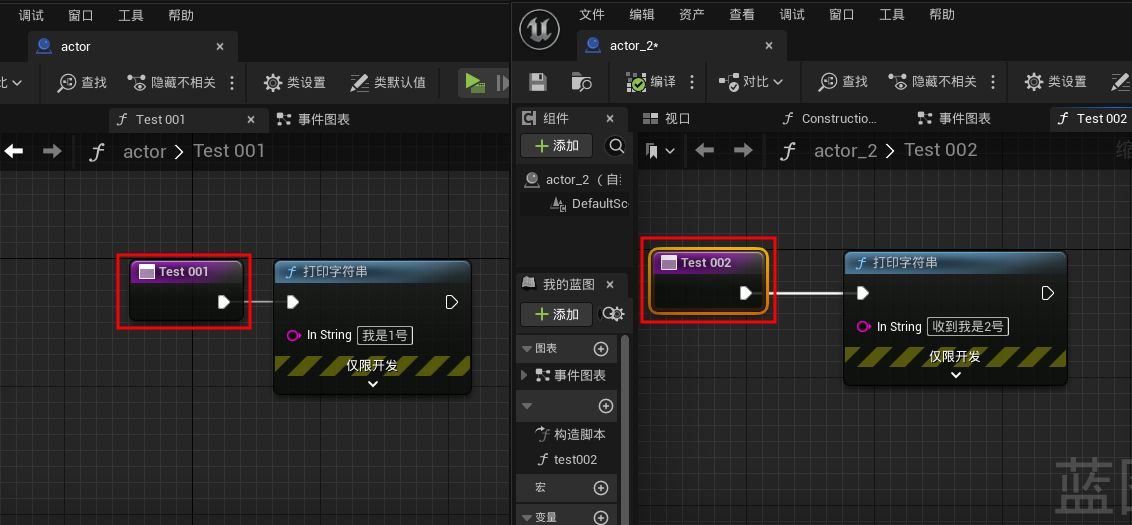 调试 窗口 工具 帮助
actor
比 查找 隐藏不相关 类设置 类默认值
Test 001 事件图表
actor > Test 001
Test 001
打印字符串
In String 我是1号
仅限开发
文件 编辑 资产 查看 调试 窗口 工具 帮助
actor_2*
编译 对比 查找 隐藏不相关 类设置
组件
添加
actor_2 （自
DefaultSc
我的蓝图
添加
图表
事件图表
构造脚本
test002
宏
变量
视口 Constructio... 事件图表 Test 002
actor_2 > Test 002
缩
Test 002
打印字符串
In String 收到我是2号
仅限开发
蓝图